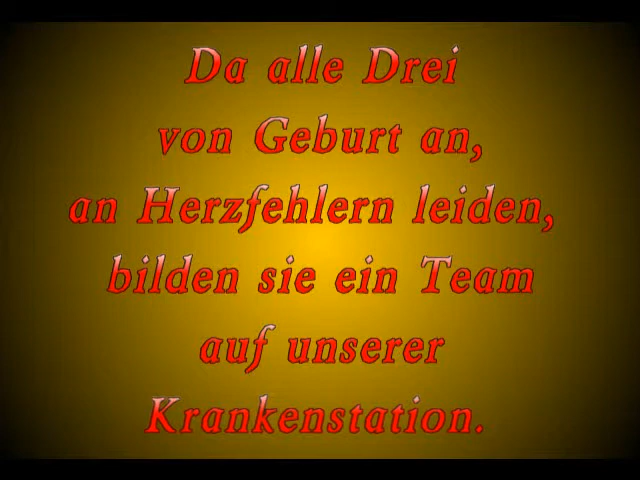 Da alle Drei
von Geburt an,
an Herzfehlern leiden,
bilden sie ein Team
auf unserer
Krankenstation.